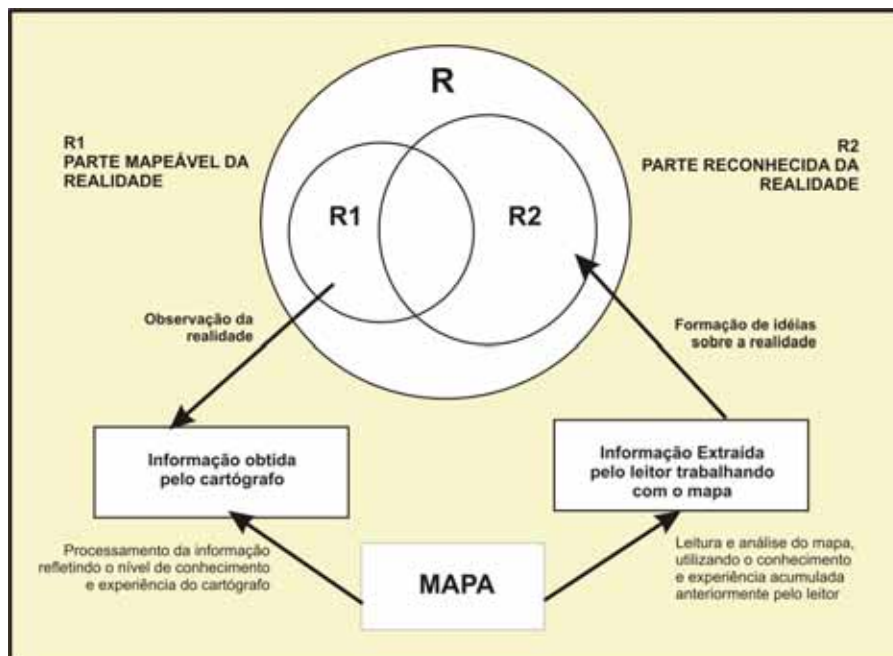 R
R1
PARTE MAPEÁVEL DA
REALIDADE
R2
PARTE RECONHECIDA DA
REALIDADE
R1
R2
Observação da
realidade
Formação de idéias
sobre a realidade
Informação obtida
pelo cartógrafo
Informação Extraída
pelo leitor trabalhando
com o mapa
Processamento da informação
refletindo o nível de conhecimento
e experiência do cartógrafo
MAPA
Leitura e análise do mapa,
utilizando o conhecimento
e experiência acumulada
anteriormente pelo leitor